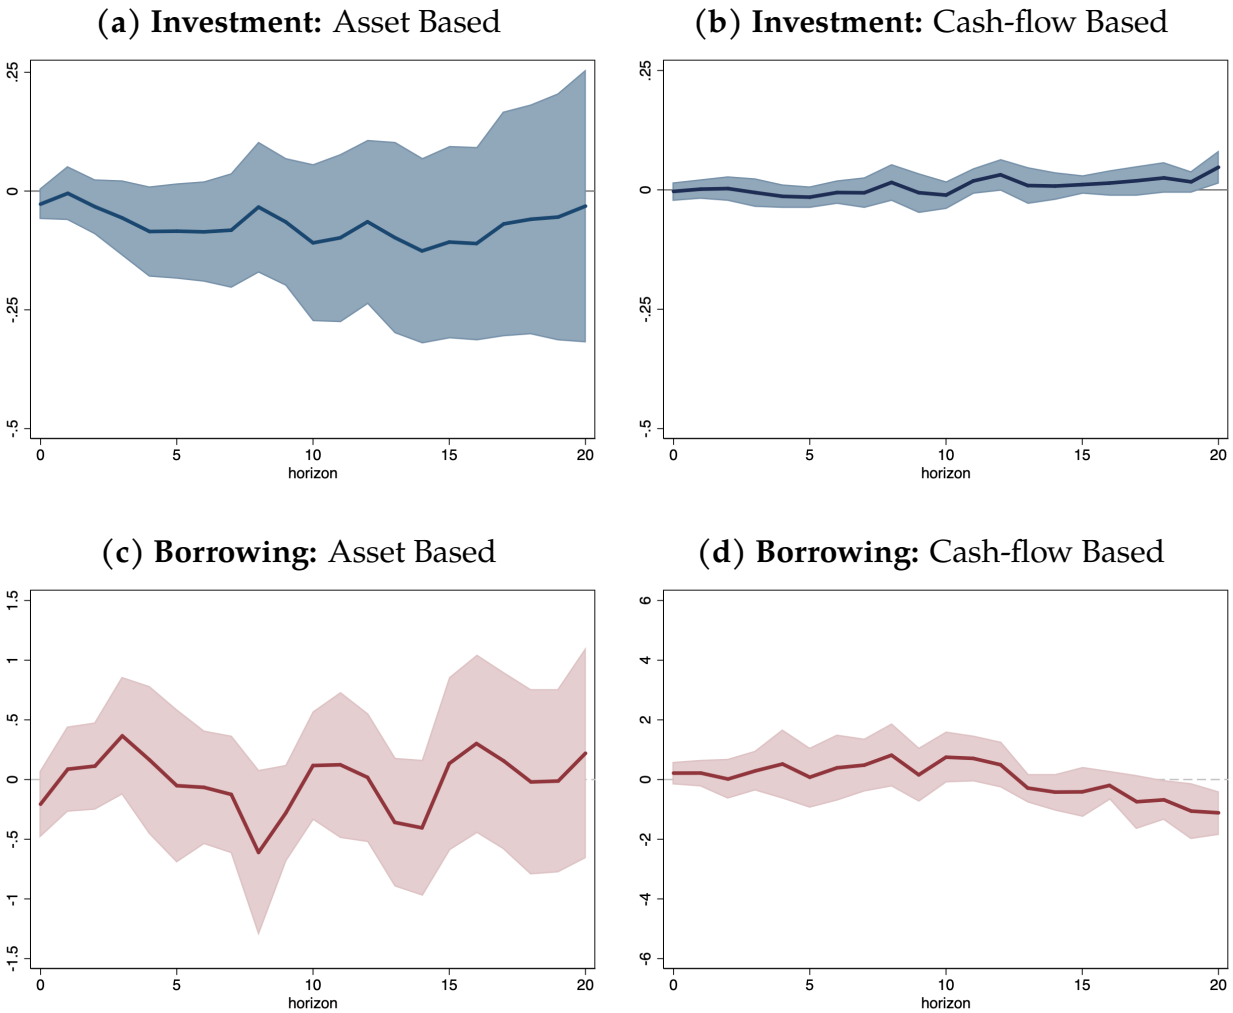 (a) Investment: Asset Based
.25
0
-.25
-.5
0 5 10 15 20
horizon
(b) Investment: Cash-flow Based
.25
0
-.25
-.5
0 5 10 15 20
horizon
(c) Borrowing: Asset Based
1.5
1
.5
0
-.5
-1
-1.5
0 5 10 15 20
horizon
(d) Borrowing: Cash-flow Based
6
4
2
0
-2
-4
-6
0 5 10 15 20
horizon